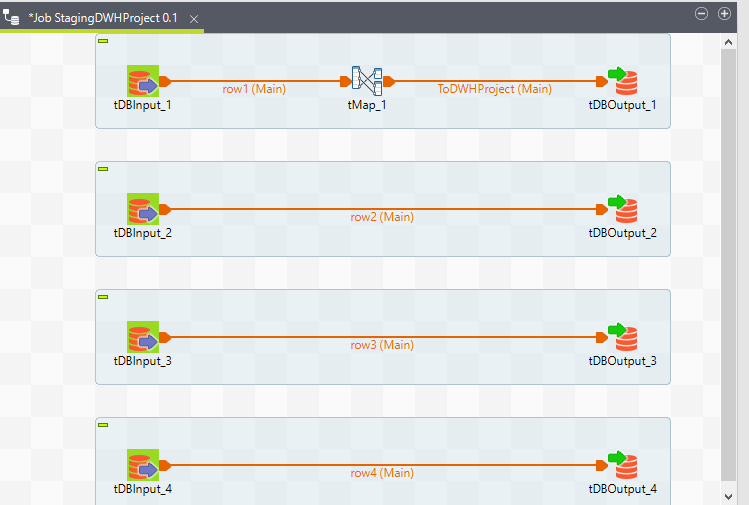 *Job StagingDWHProject 0.1
row1 (Main)
ToDWHProject (Main)
tDBInput_1
tMap_1
tDBOutput_1
row2 (Main)
tDBInput_2
tDBOutput_2
row3 (Main)
tDBInput_3
tDBOutput_3
row4 (Main)
tDBInput_4
tDBOutput_4